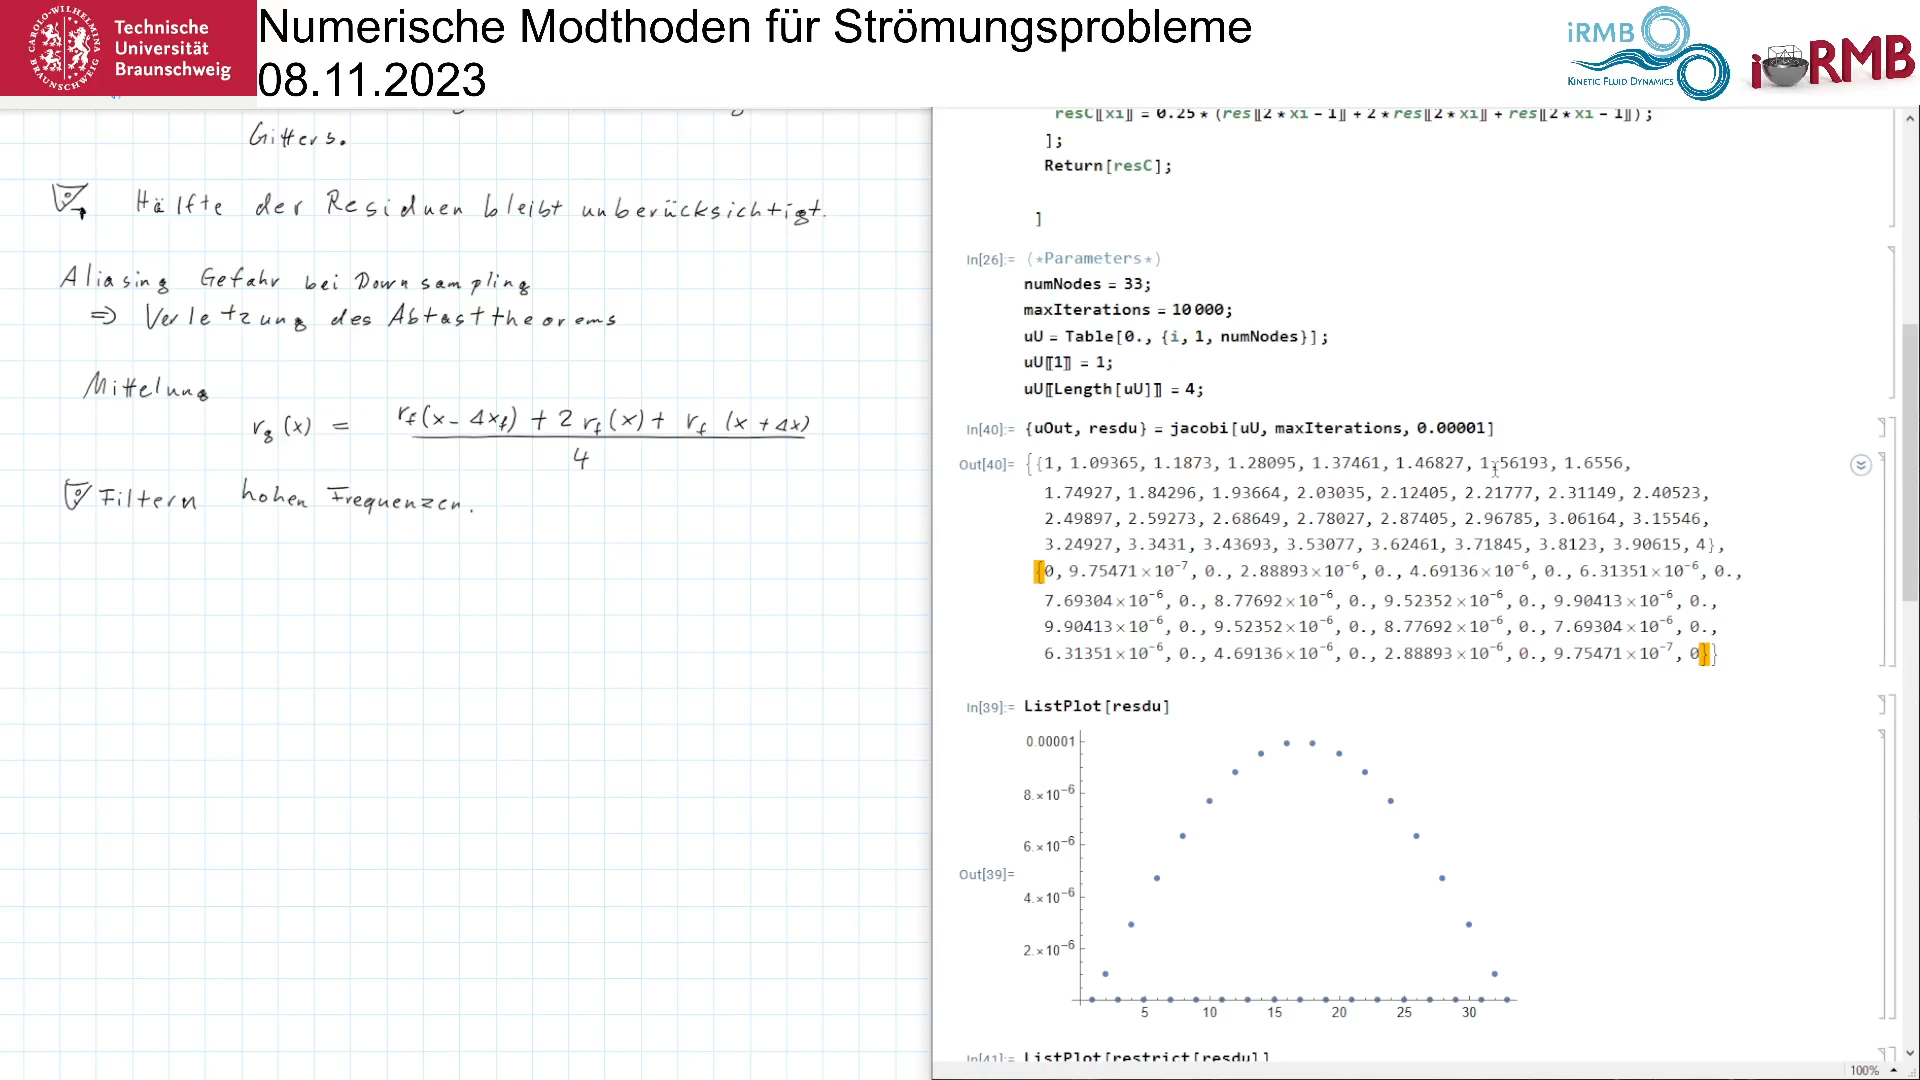 Technische
Universität
Braunschweig
Numerische Modthoden für Strömungsprobleme
08.11.2023
iRMB
KINETIC FLUID DYNAMICS
iRMB
Gitters.
Hälfte der Residuen bleibt unberücksichtigt.
Aliasing Gefahr bei Downsampling
⇒ Verletzung des Abtasttheorems
Mittelung
r_g(x) = (r_f(x-Δx_f) + 2 r_f(x) + r_f(x+Δx)) / 4
Filtern hohen Frequenzen.
resC⟦xi⟧ = 0.25 * (res⟦2 * xi - 1⟧ + 2 * res⟦2 * xi⟧ + res⟦2 * xi - 1⟧);
];
Return[resC];
]
In[26]:= (*Parameters*)
numNodes = 33;
maxIterations = 10000;
uU = Table[0., {i, 1, numNodes}];
uU⟦1⟧ = 1;
uU⟦Length[uU]⟧ = 4;
In[40]:= {uOut, resdu} = jacobi[uU, maxIterations, 0.00001]
Out[40]= {{1, 1.09365, 1.1873, 1.28095, 1.37461, 1.46827, 1.56193, 1.6556,
1.74927, 1.84296, 1.93664, 2.03035, 2.12405, 2.21777, 2.31149, 2.40523,
2.49897, 2.59273, 2.68649, 2.78027, 2.87405, 2.96785, 3.06164, 3.15546,
3.24927, 3.3431, 3.43693, 3.53077, 3.62461, 3.71845, 3.8123, 3.90615, 4},
{0, 9.75471×10⁻⁷, 0., 2.88893×10⁻⁶, 0., 4.69136×10⁻⁶, 0., 6.31351×10⁻⁶, 0.,
7.69304×10⁻⁶, 0., 8.77692×10⁻⁶, 0., 9.52352×10⁻⁶, 0., 9.90413×10⁻⁶, 0.,
9.90413×10⁻⁶, 0., 9.52352×10⁻⁶, 0., 8.77692×10⁻⁶, 0., 7.69304×10⁻⁶, 0.,
6.31351×10⁻⁶, 0., 4.69136×10⁻⁶, 0., 2.88893×10⁻⁶, 0., 9.75471×10⁻⁷, 0}}
In[39]:= ListPlot[resdu]
0.00001
8.×10⁻⁶
6.×10⁻⁶
Out[39]=
4.×10⁻⁶
2.×10⁻⁶
5 10 15 20 25 30
In[41]:= ListPlot[restrict[resdu]]
100%